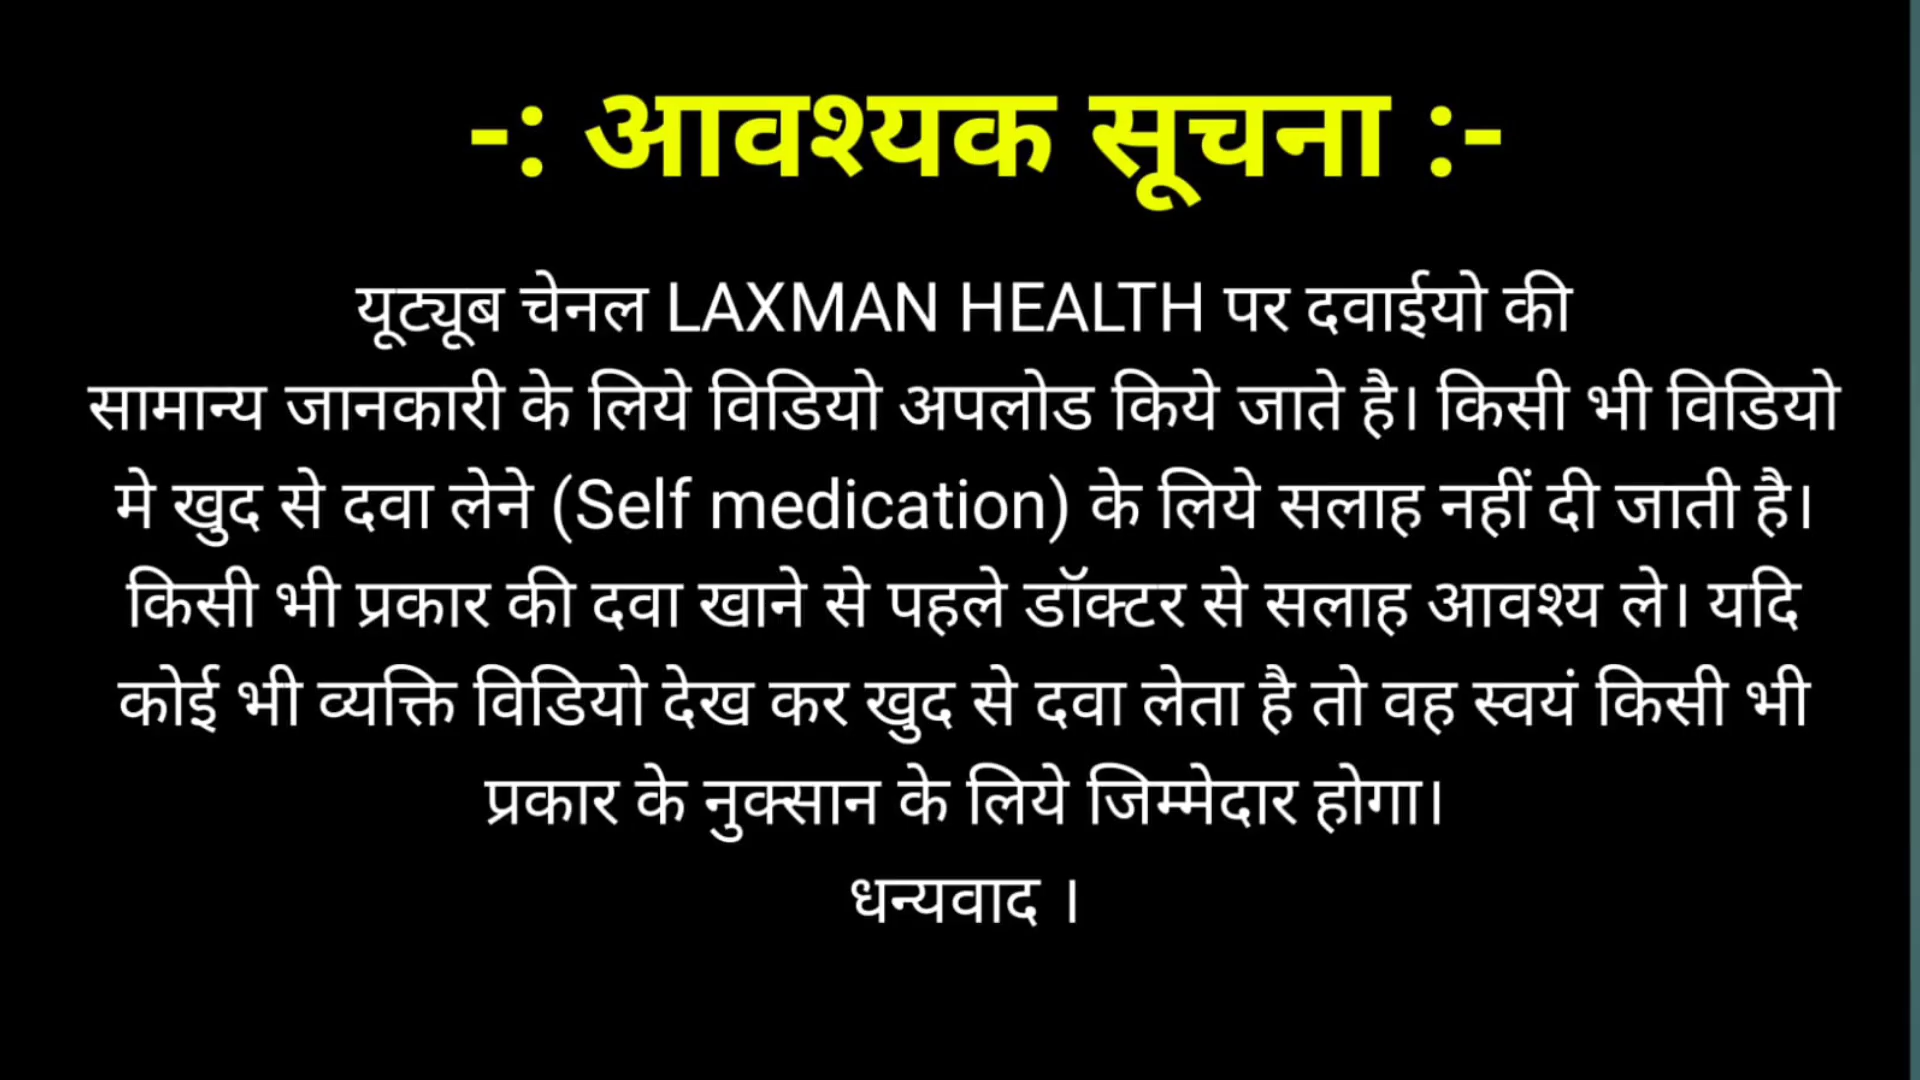 -: आवश्यक सूचना :-
यूट्यूब चेनल LAXMAN HEALTH पर दवाईयो की
सामान्य जानकारी के लिये विडियो अपलोड किये जाते है। किसी भी विडियो
मे खुद से दवा लेने (Self medication) के लिये सलाह नहीं दी जाती है।
किसी भी प्रकार की दवा खाने से पहले डॉक्टर से सलाह आवश्य ले। यदि
कोई भी व्यक्ति विडियो देख कर खुद से दवा लेता है तो वह स्वयं किसी भी
प्रकार के नुक्सान के लिये जिम्मेदार होगा।
धन्यवाद ।